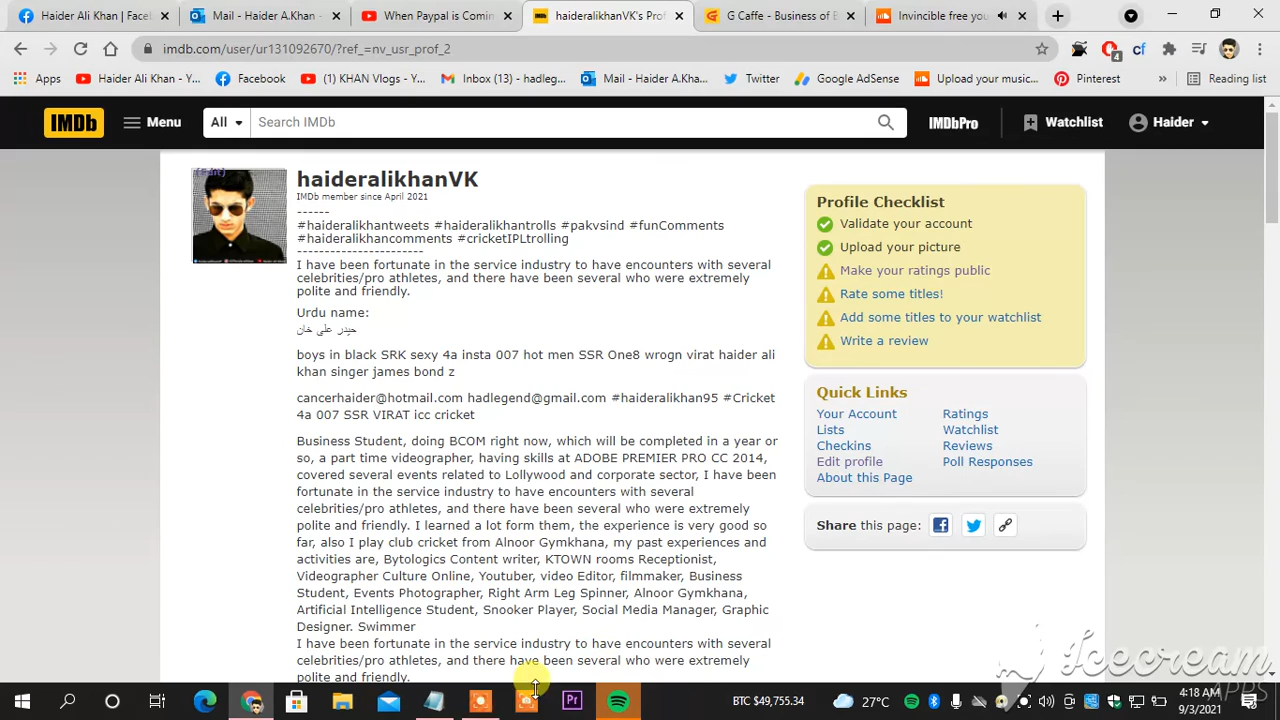 Haider Ali Khan | Faceb
Mail - Haider A.Khan -
When Paypal is Comin
haideralikhanVK's Prof
G Caffe - Business of B
Invincible free you
imdb.com/user/ur131092670/?ref_=nv_usr_prof_2
4
cf
Apps
Haider Ali Khan - Y...
Facebook
(1) KHAN Vlogs - Y...
Inbox (13) - hadleg...
Mail - Haider A.Kha...
Twitter
Google AdSense
Upload your music...
Pinterest
»
Reading list
IMDb
Menu
All
Search IMDb
IMDbPro
Watchlist
Haider
(Edit)
haideralikhanVK
IMDb member since April 2021
------
#haideralikhantweets #haideralikhantrolls #pakvsind #funComments
#haideralikhancomments #cricketIPLtrolling
-----------------------
I have been fortunate in the service industry to have encounters with several
celebrities/pro athletes, and there have been several who were extremely
polite and friendly.
Urdu name:
حیدر علی خان
boys in black SRK sexy 4a insta 007 hot men SSR One8 wrogn virat haider ali
khan singer james bond z
cancerhaider@hotmail.com hadlegend@gmail.com #haideralikhan95 #Cricket
4a 007 SSR VIRAT icc cricket
Business Student, doing BCOM right now, which will be completed in a year or
so, a part time videographer, having skills at ADOBE PREMIER PRO CC 2014,
covered several events related to Lollywood and corporate sector, I have been
fortunate in the service industry to have encounters with several
celebrities/pro athletes, and there have been several who were extremely
polite and friendly. I learned a lot form them, the experience is very good so
far, also I play club cricket from Alnoor Gymkhana, my past experiences and
activities are, Bytologics Content writer, KTOWN rooms Receptionist,
Videographer Culture Online, Youtuber, video Editor, filmmaker, Business
Student, Events Photographer, Right Arm Leg Spinner, Alnoor Gymkhana,
Artificial Intelligence Student, Snooker Player, Social Media Manager, Graphic
Designer. Swimmer
I have been fortunate in the service industry to have encounters with several
celebrities/pro athletes, and there have been several who were extremely
polite and friendly.
Profile Checklist
Validate your account
Upload your picture
Make your ratings public
Rate some titles!
Add some titles to your watchlist
Write a review
Quick Links
Your Account
Ratings
Lists
Watchlist
Checkins
Reviews
Edit profile
Poll Responses
About this Page
Share this page:
Icecream
APPS
Pr
BTC $49,755.34
27°C
4:18 AM
9/3/2021